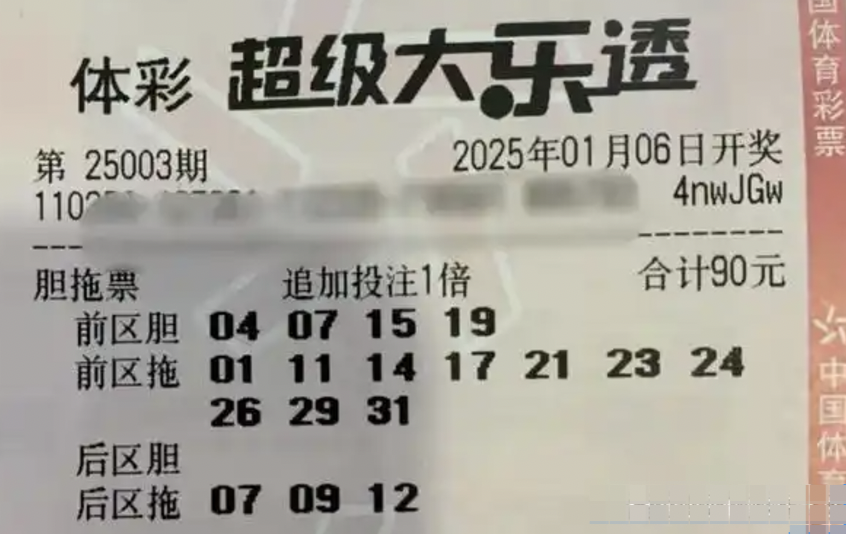 体彩 超级大乐透
第 25003期 2025年01月06日开奖
110 4nwJGw
胆拖票 追加投注1倍 合计90元
前区胆 04 07 15 19
前区拖 01 11 14 17 21 23 24
26 29 31
后区胆
后区拖 07 09 12
国体育彩票
中国体育